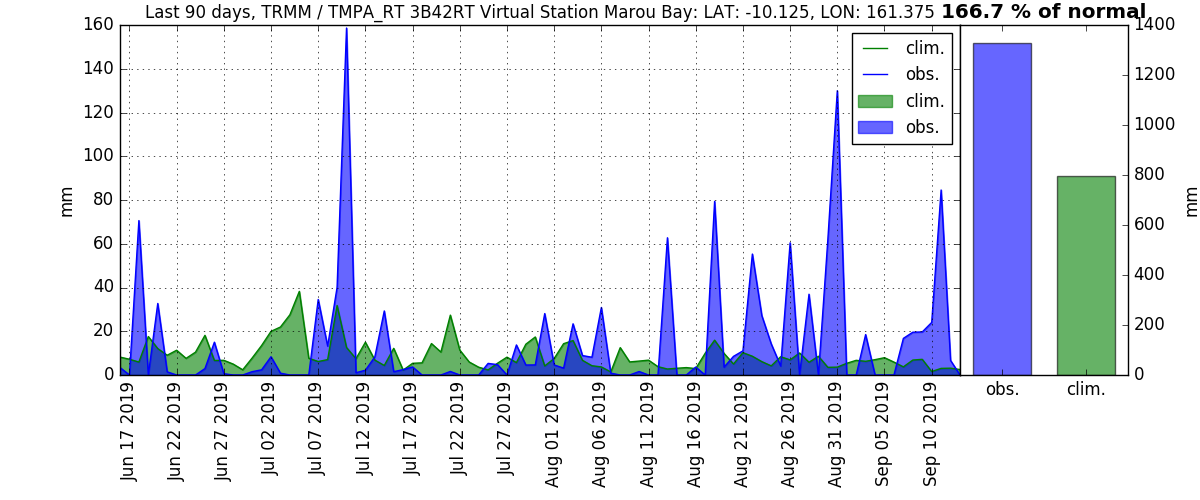 Last 90 days, TRMM / TMPA_RT 3B42RT Virtual Station Marou Bay: LAT: -10.125, LON: 161.375 166.7 % of normal
160
140
120
100
80
60
40
20
0
mm
clim.
obs.
clim.
obs.
1400
1200
1000
800
600
400
200
0
mm
Jun 17 2019
Jun 22 2019
Jun 27 2019
Jul 02 2019
Jul 07 2019
Jul 12 2019
Jul 17 2019
Jul 22 2019
Jul 27 2019
Aug 01 2019
Aug 06 2019
Aug 11 2019
Aug 16 2019
Aug 21 2019
Aug 26 2019
Aug 31 2019
Sep 05 2019
Sep 10 2019
obs.
clim.